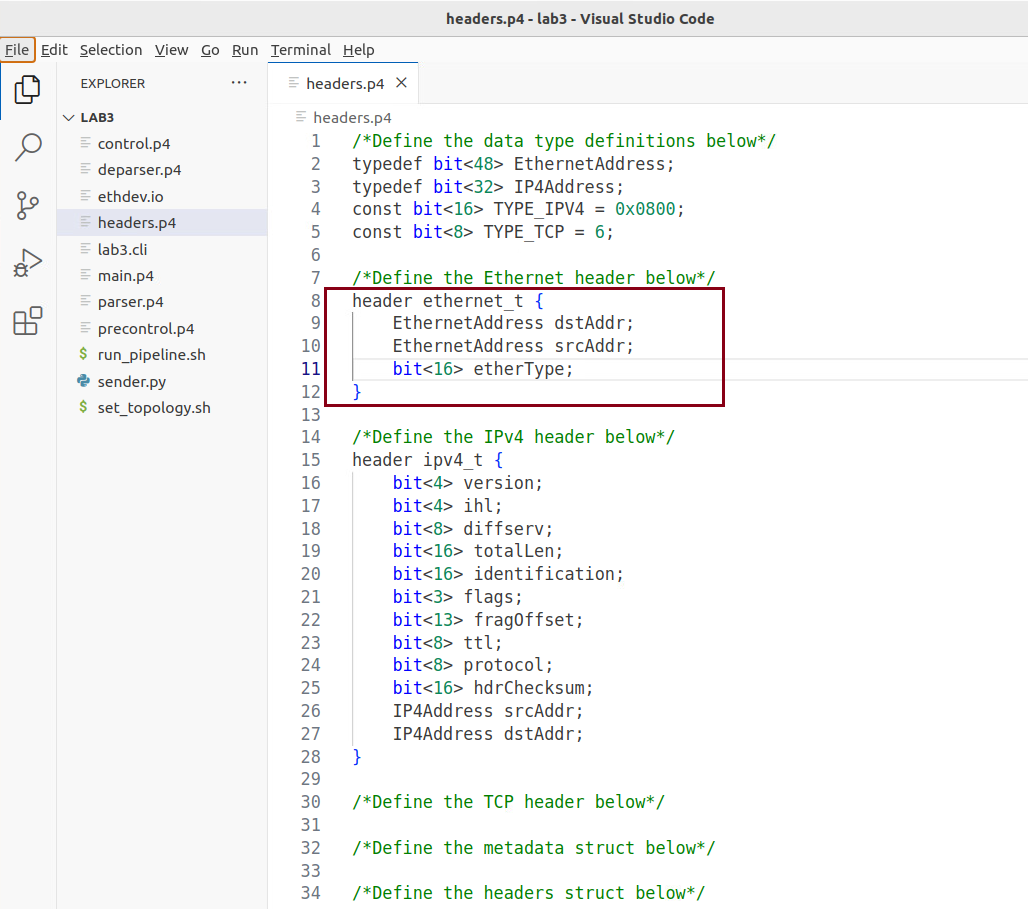 headers.p4 - lab3 - Visual Studio Code
File Edit Selection View Go Run Terminal Help
EXPLORER ···
LAB3
control.p4
deparser.p4
ethdev.io
headers.p4
lab3.cli
main.p4
parser.p4
precontrol.p4
$ run_pipeline.sh
sender.py
$ set_topology.sh
headers.p4 ×
headers.p4
1 /*Define the data type definitions below*/
2 typedef bit<48> EthernetAddress;
3 typedef bit<32> IP4Address;
4 const bit<16> TYPE_IPV4 = 0x0800;
5 const bit<8> TYPE_TCP = 6;
6
7 /*Define the Ethernet header below*/
8 header ethernet_t {
9     EthernetAddress dstAddr;
10     EthernetAddress srcAddr;
11     bit<16> etherType;
12 }
13
14 /*Define the IPv4 header below*/
15 header ipv4_t {
16     bit<4> version;
17     bit<4> ihl;
18     bit<8> diffserv;
19     bit<16> totalLen;
20     bit<16> identification;
21     bit<3> flags;
22     bit<13> fragOffset;
23     bit<8> ttl;
24     bit<8> protocol;
25     bit<16> hdrChecksum;
26     IP4Address srcAddr;
27     IP4Address dstAddr;
28 }
29
30 /*Define the TCP header below*/
31
32 /*Define the metadata struct below*/
33
34 /*Define the headers struct below*/